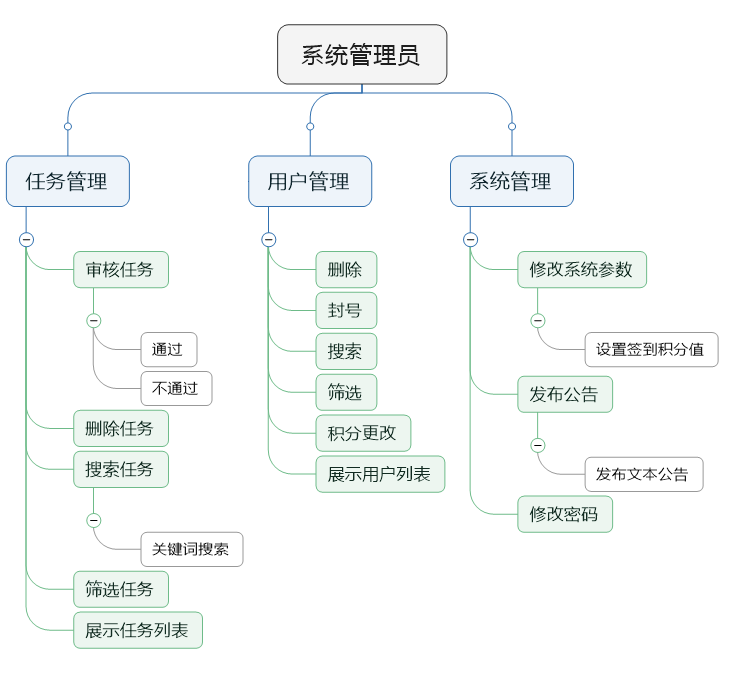 系统管理员
任务管理
审核任务
通过
不通过
删除任务
搜索任务
关键词搜索
筛选任务
展示任务列表
用户管理
删除
封号
搜索
筛选
积分更改
展示用户列表
系统管理
修改系统参数
设置签到积分值
发布公告
发布文本公告
修改密码